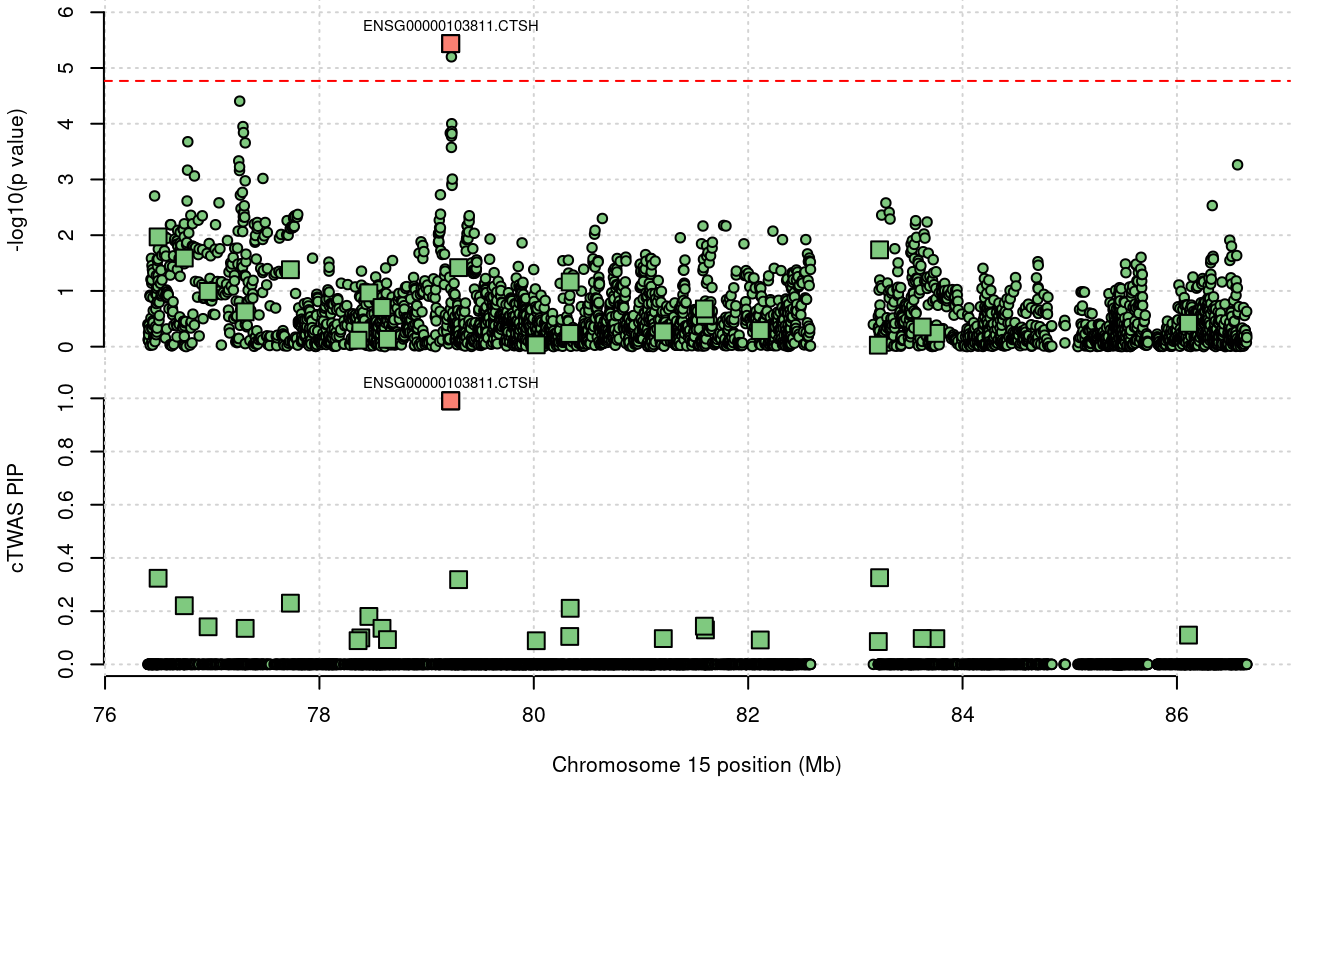 ENSG00000103811.CTSH
6
5
4
3
2
1
0
-log10(p value)
ENSG00000103811.CTSH
1.0
0.8
0.6
0.4
0.2
0.0
cTWAS PIP
76 78 80 82 84 86
Chromosome 15 position (Mb)